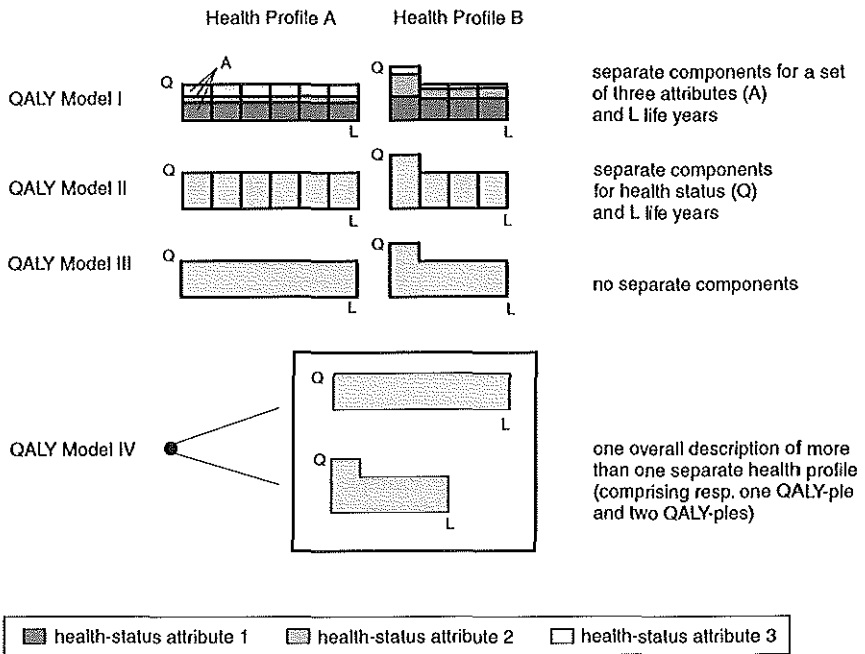 Health Profile A Health Profile B
QALY Model I
Q
A
L
Q
L
separate components for a set
of three attributes (A)
and L life years
QALY Model II
Q
L
Q
L
separate components
for health status (Q)
and L life years
QALY Model III
Q
L
Q
L
no separate components
QALY Model IV
Q
L
Q
L
one overall description of more
than one separate health profile
(comprising resp. one QALY-ple
and two QALY-ples)
health-status attribute 1 health-status attribute 2 health-status attribute 3